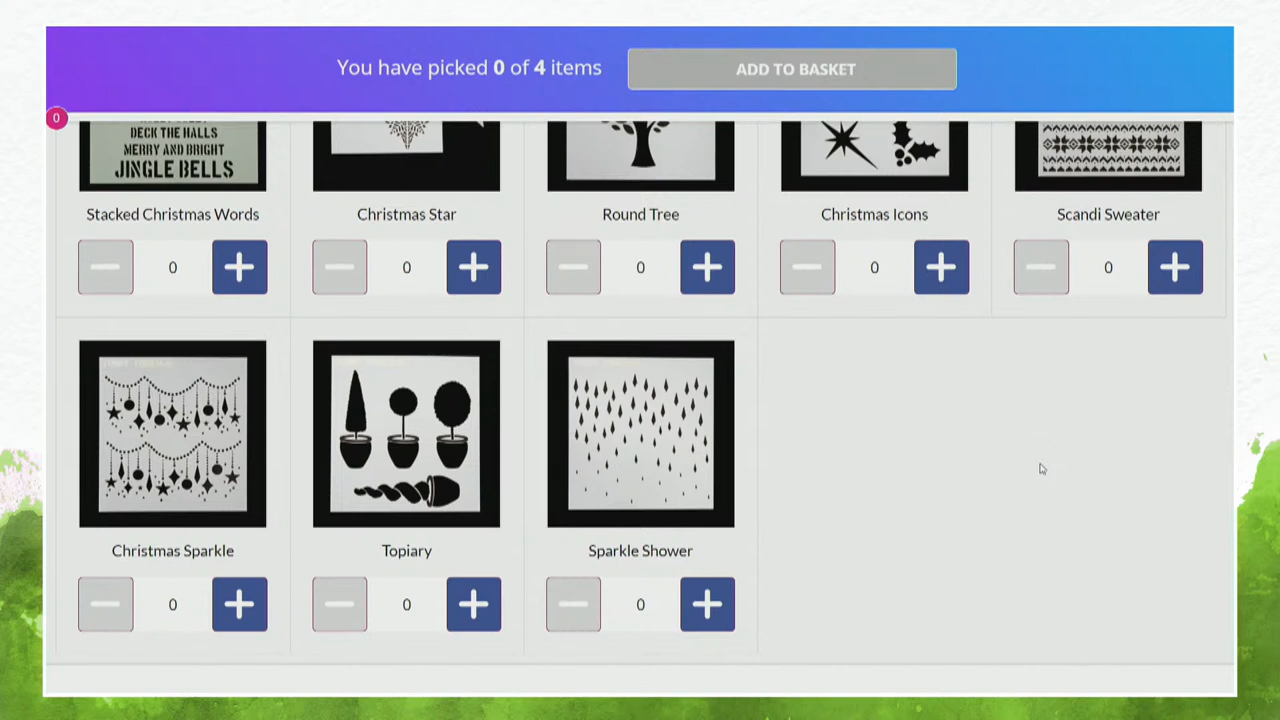 You have picked 0 of 4 items
ADD TO BASKET
0
DECK THE HALLS
MERRY AND BRIGHT
JINGLE BELLS
Stacked Christmas Words
Christmas Star
Round Tree
Christmas Icons
Scandi Sweater
0
0
0
0
0
Christmas Sparkle
Topiary
Sparkle Shower
0
0
0